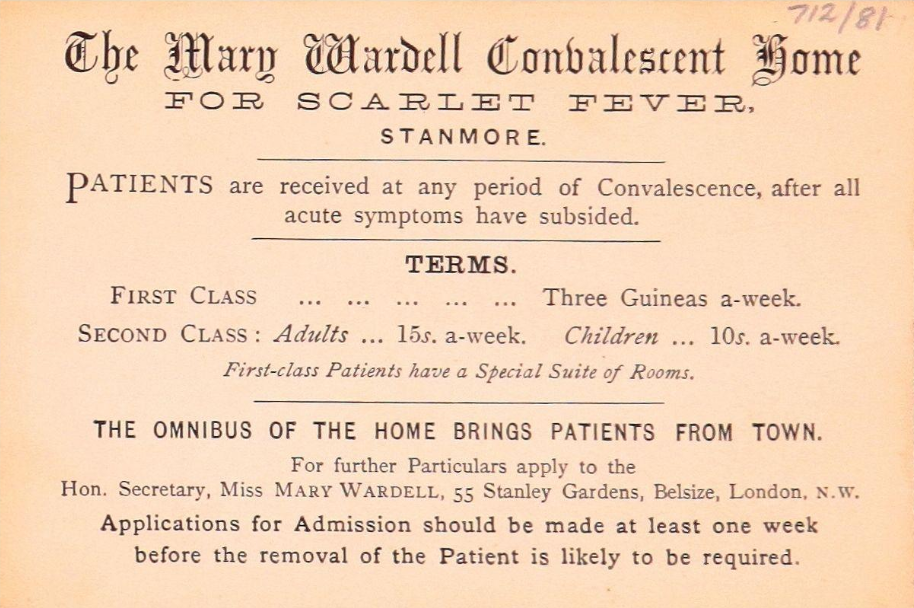 712/81
The Mary Wardell Convalescent Home
FOR SCARLET FEVER,
STANMORE.
PATIENTS are received at any period of Convalescence, after all
acute symptoms have subsided.
TERMS.
FIRST CLASS ... ... ... ... ... Three Guineas a-week.
SECOND CLASS: Adults ... 15s. a-week. Children ... 10s. a-week.
First-class Patients have a Special Suite of Rooms.
THE OMNIBUS OF THE HOME BRINGS PATIENTS FROM TOWN.
For further Particulars apply to the
Hon. Secretary, Miss MARY WARDELL, 55 Stanley Gardens, Belsize, London, N.W.
Applications for Admission should be made at least one week
before the removal of the Patient is likely to be required.